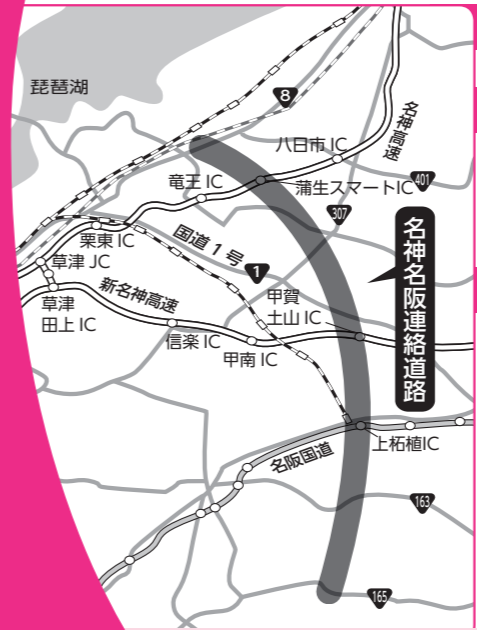 琵琶湖
8
名神高速
八日市 IC
竜王 IC
蒲生スマートIC
401
307
栗東 IC
国道 1 号
1
名神名阪連絡道路
草津 JC
新名神高速
草津
田上 IC
甲賀
土山 IC
信楽 IC
甲南 IC
名阪国道
上柘植IC
163
165